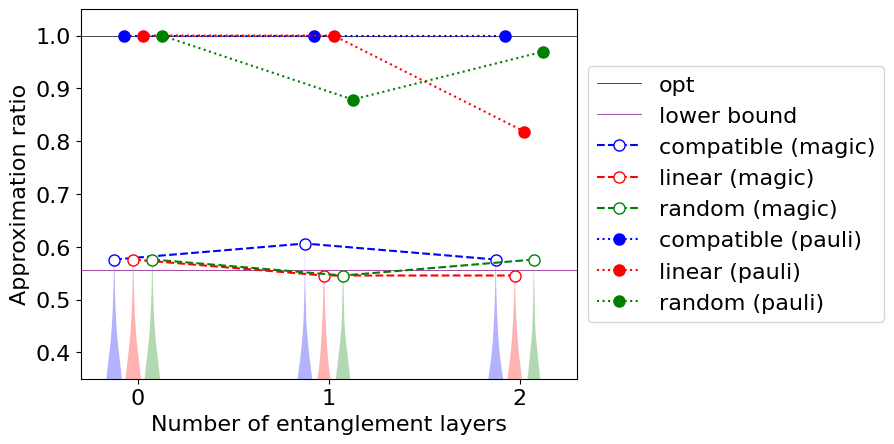 Approximation ratio
1.0
0.9
0.8
0.7
0.6
0.5
0.4
0
1
2
Number of entanglement layers
opt
lower bound
compatible (magic)
linear (magic)
random (magic)
compatible (pauli)
linear (pauli)
random (pauli)